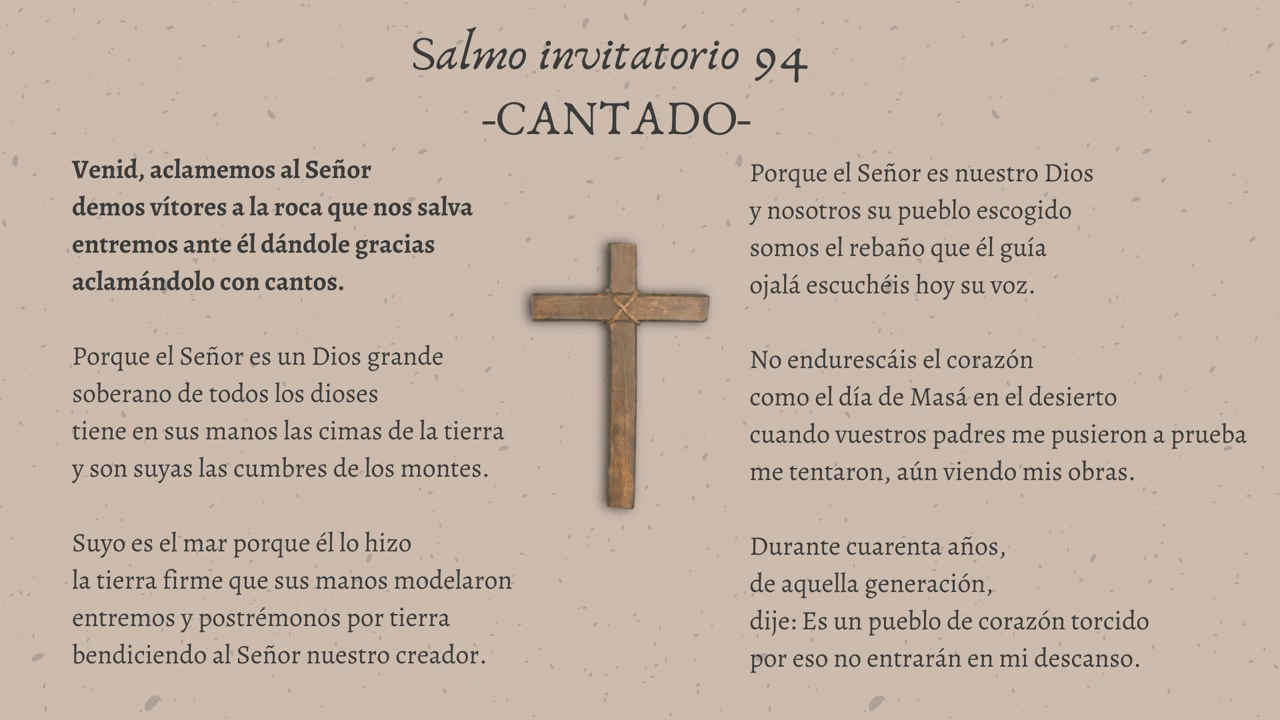 Salmo invitatorio 94
-CANTADO-
Venid, aclamemos al Señor
demos vítores a la roca que nos salva
entremos ante él dándole gracias
aclamándolo con cantos.
Porque el Señor es un Dios grande
soberano de todos los dioses
tiene en sus manos las cimas de la tierra
y son suyas las cumbres de los montes.
Suyo es el mar porque él lo hizo
la tierra firme que sus manos modelaron
entremos y postrémonos por tierra
bendiciendo al Señor nuestro creador.
Porque el Señor es nuestro Dios
y nosotros su pueblo escogido
somos el rebaño que él guía
ojalá escuchéis hoy su voz.
No endurescáis el corazón
como el día de Masá en el desierto
cuando vuestros padres me pusieron a prueba
me tentaron, aún viendo mis obras.
Durante cuarenta años,
de aquella generación,
dije: Es un pueblo de corazón torcido
por eso no entrarán en mi descanso.